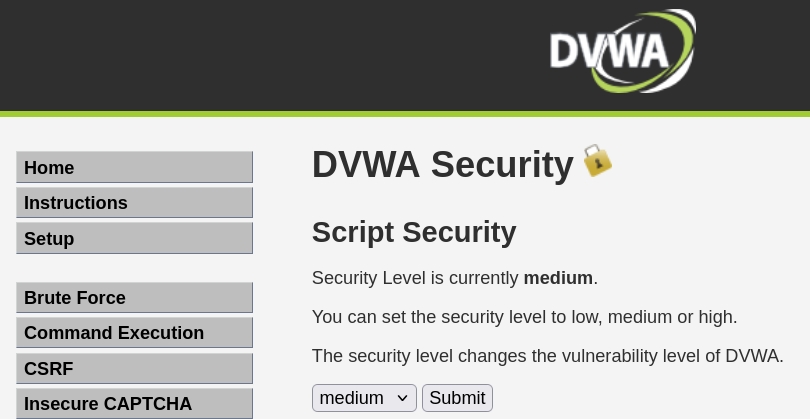 DVWA
Home
Instructions
Setup
Brute Force
Command Execution
CSRF
Insecure CAPTCHA
DVWA Security
Script Security
Security Level is currently medium.
You can set the security level to low, medium or high.
The security level changes the vulnerability level of DVWA.
medium Submit